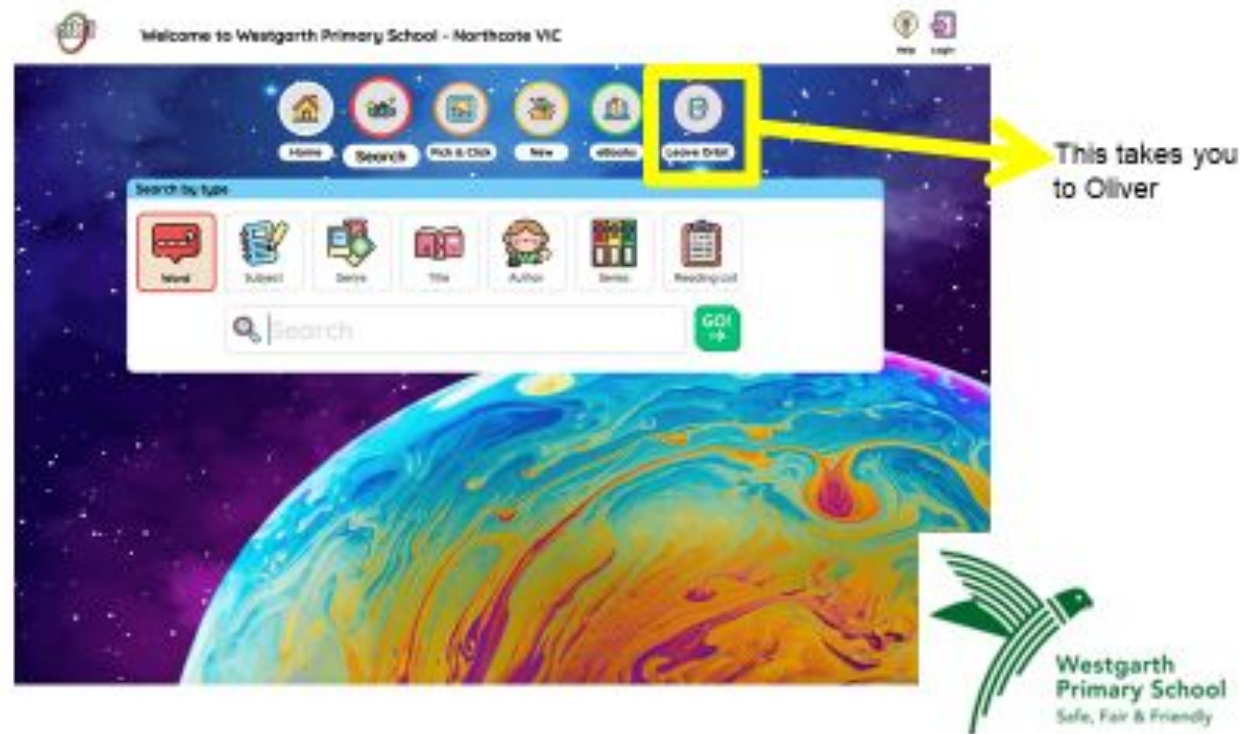 Welcome to Westgarth Primary School - Northcote VIC
Help Login
Home Search Pick & Click New eBooks Leave Orbit
This takes you
to Oliver
Search by type
Word Subject Genre Title Author Series Reading List
Search
GO!
Westgarth
Primary School
Safe, Fair & Friendly